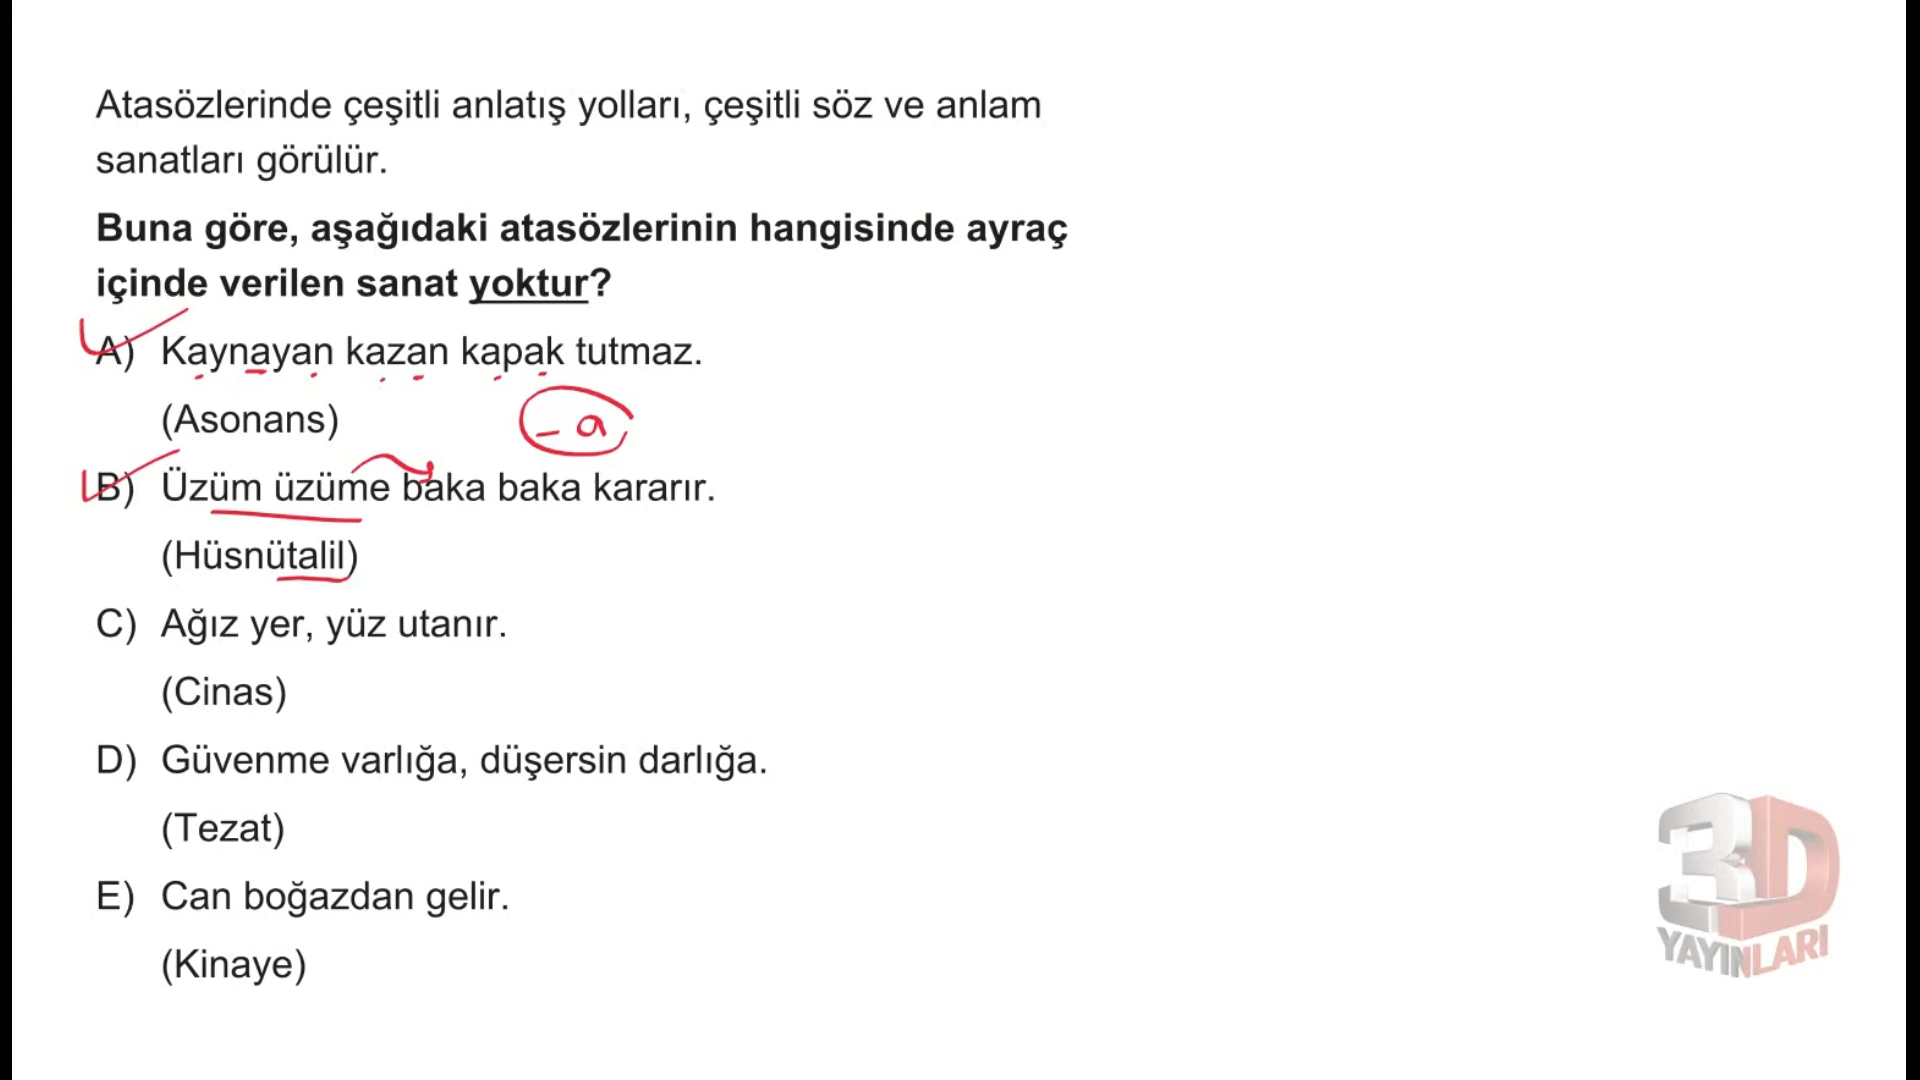 Atasözlerinde çeşitli anlatış yolları, çeşitli söz ve anlam
sanatları görülür.
Buna göre, aşağıdaki atasözlerinin hangisinde ayraç
içinde verilen sanat yoktur?
A) Kaynayan kazan kapak tutmaz.
(Asonans)
- a
B) Üzüm üzüme baka baka kararır.
(Hüsnütalil)
C) Ağız yer, yüz utanır.
(Cinas)
D) Güvenme varlığa, düşersin darlığa.
(Tezat)
E) Can boğazdan gelir.
(Kinaye)
3D
YAYINLARI